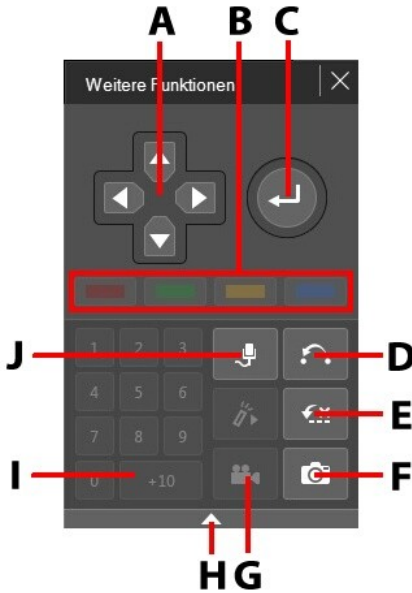 A B C
Weitere Funktionen
J 1 2 3 D
4 5 6 E
7 8 9
I 0 +10 F
H G